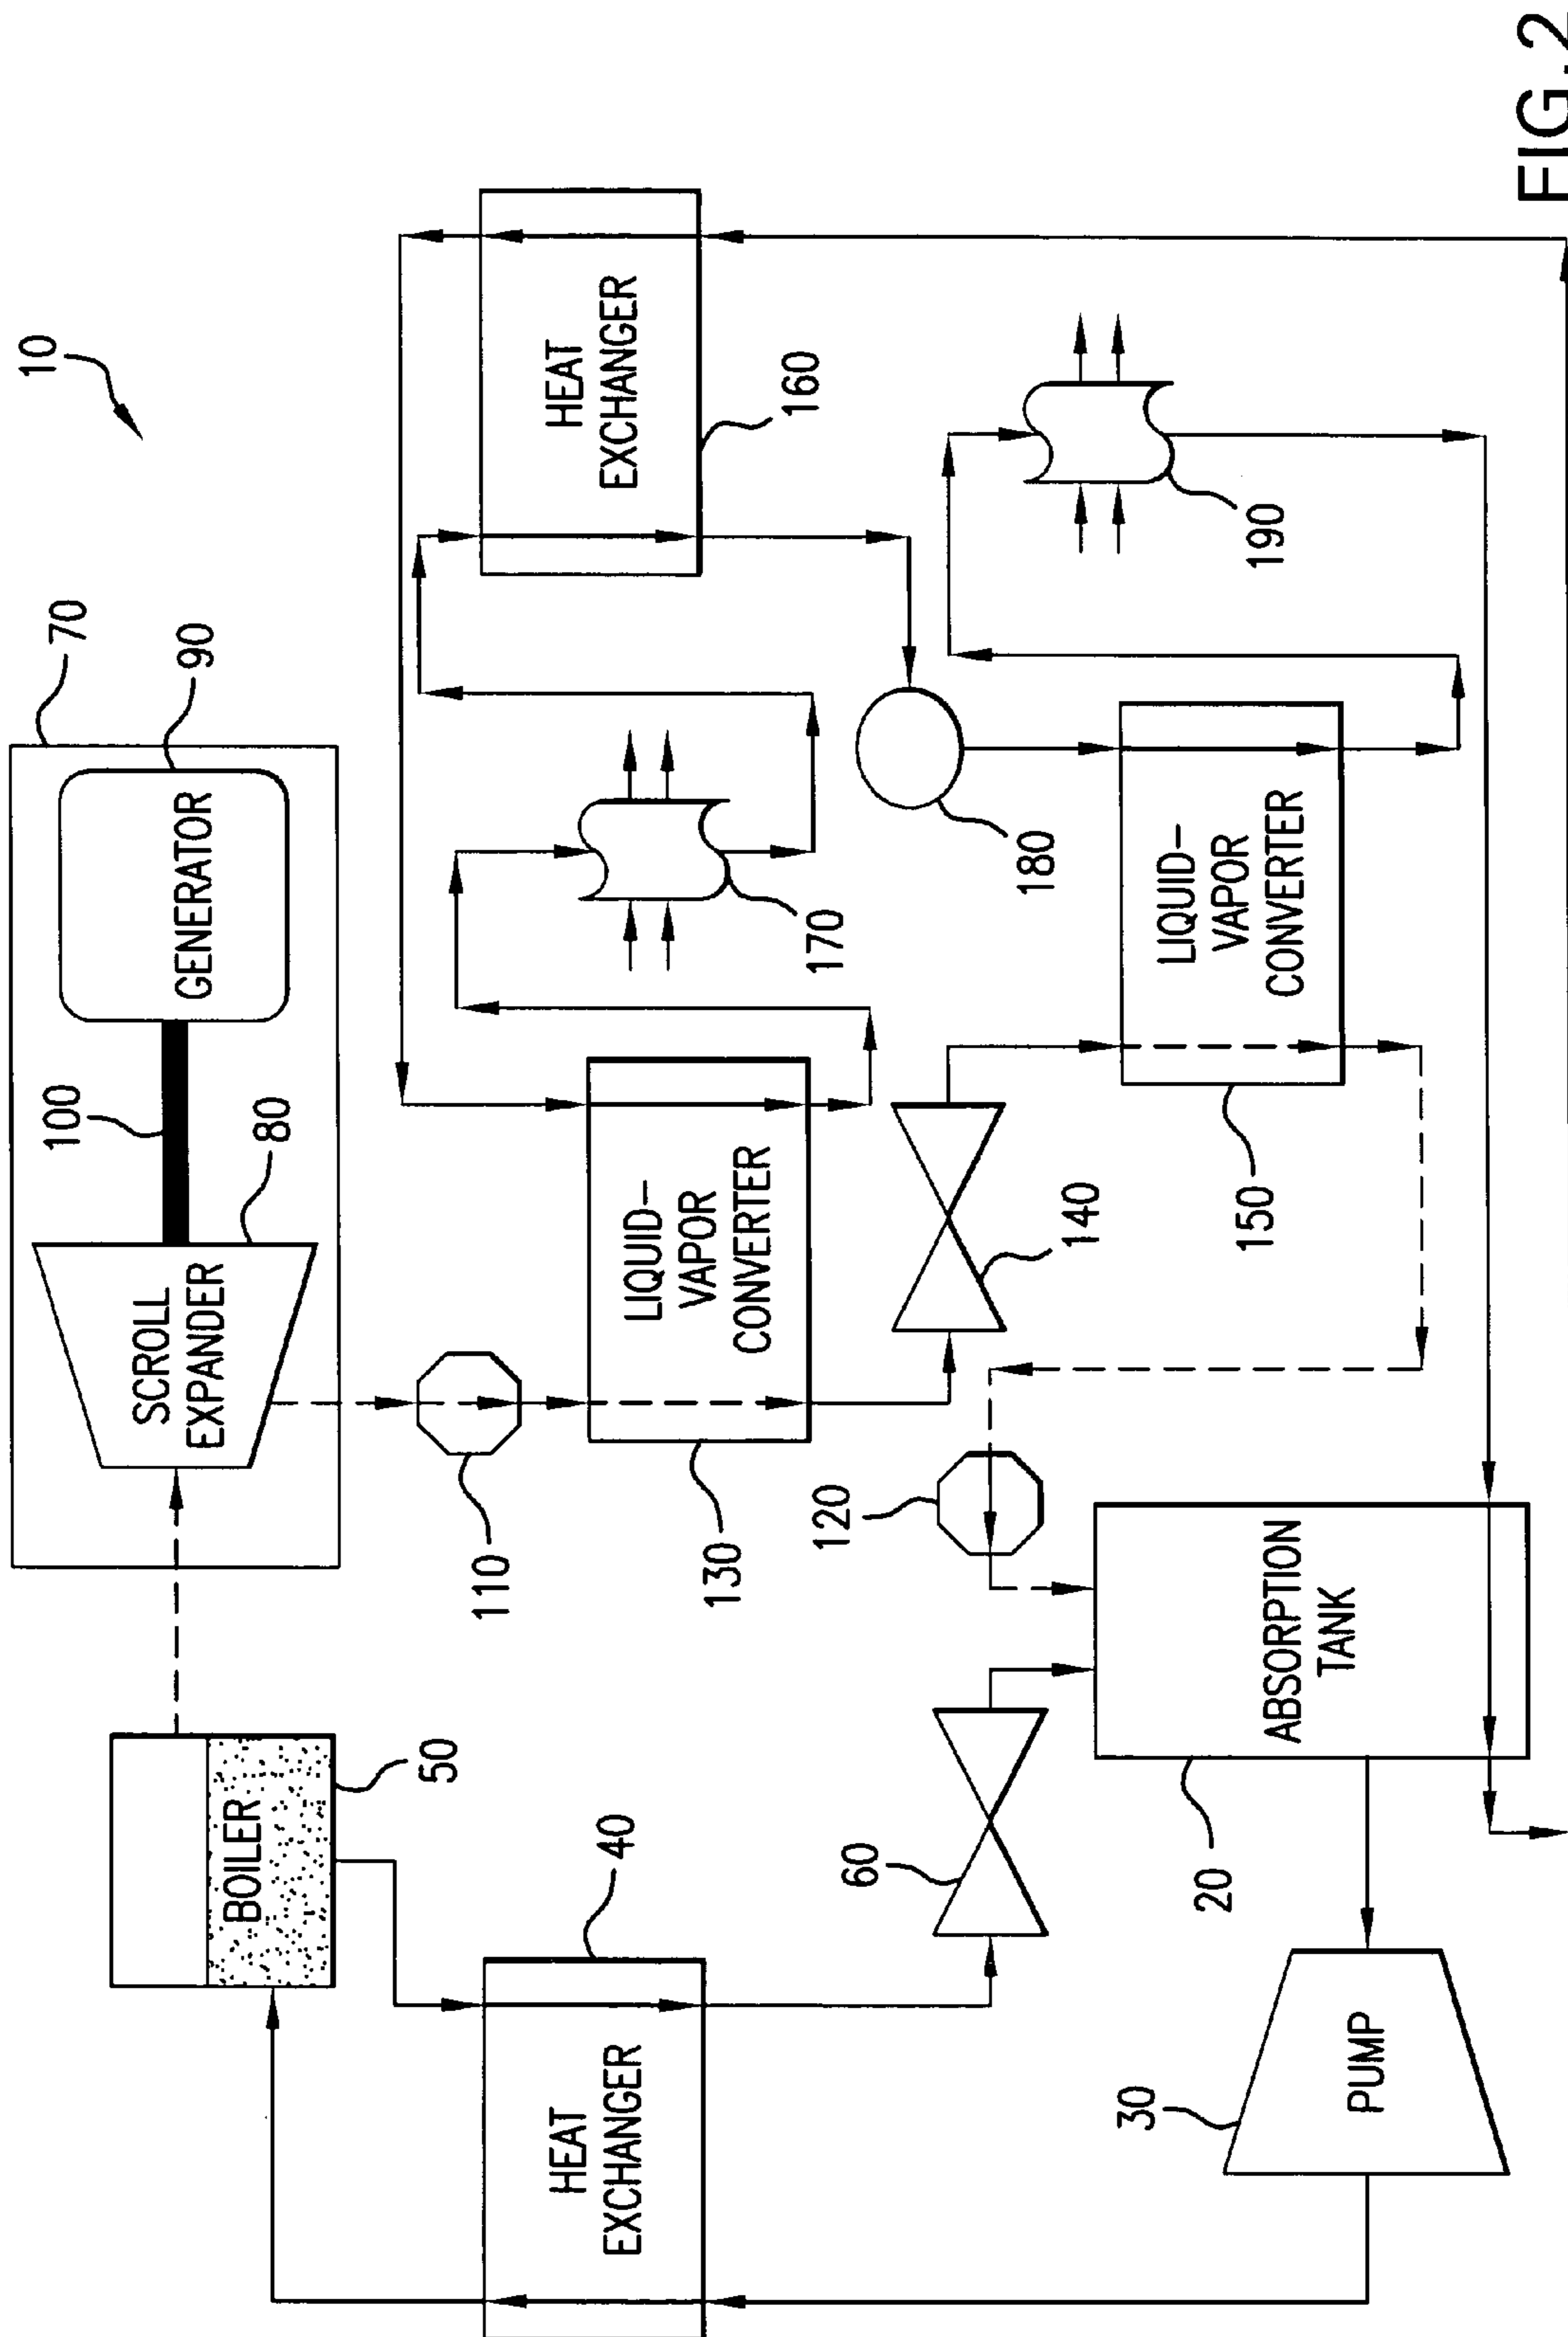 10
70
GENERATOR
90
100
SCROLL
EXPANDER
80
BOILER
50
110
HEAT
EXCHANGER
160
170
LIQUID-
VAPOR
CONVERTER
130
HEAT
EXCHANGER
40
180
190
140
120
60
LIQUID-
VAPOR
CONVERTER
150
ABSORPTION
TANK
20
PUMP
30
FIG.2